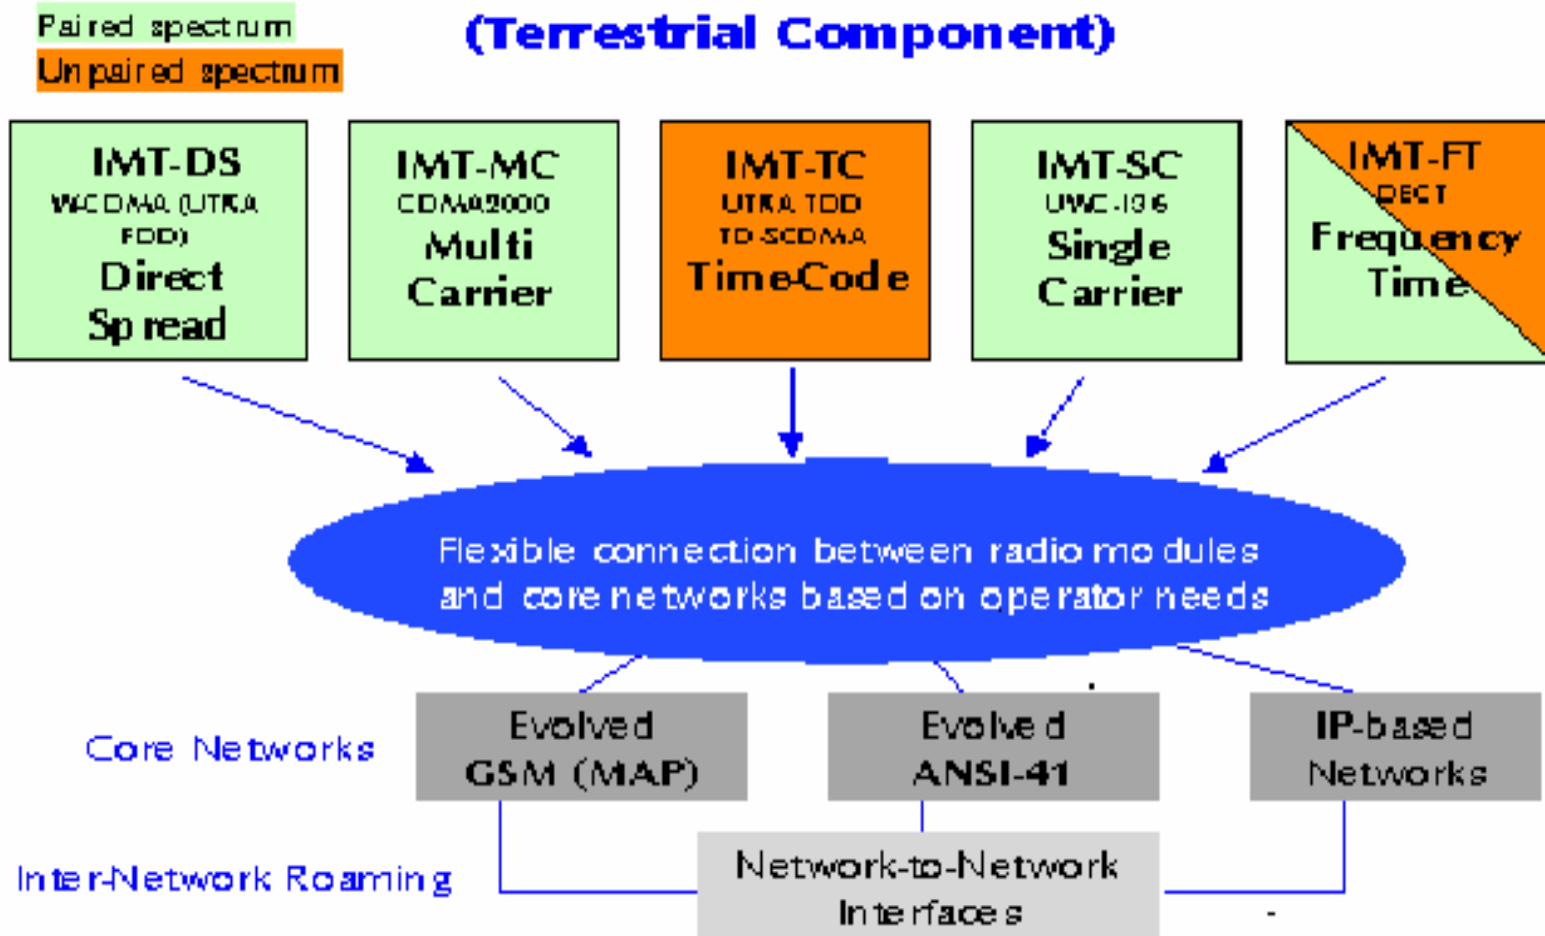 Paired spectrum
Unpaired spectrum
(Terrestrial Component)
IMT-DS
W-CDMA (UTRA
FDD)
Direct
Spread
IMT-MC
CDMA2000
Multi
Carrier
IMT-TC
UTRA TDD
TD-SCDMA
Time-Code
IMT-SC
UWC-136
Single
Carrier
IMT-FT
DECT
Frequency
Time
Flexible connection between radio modules
and core networks based on operator needs
Core Networks
Evolved
GSM (MAP)
Evolved
ANSI-41
IP-based
Networks
Inter-Network Roaming
Network-to-Network
Interfaces